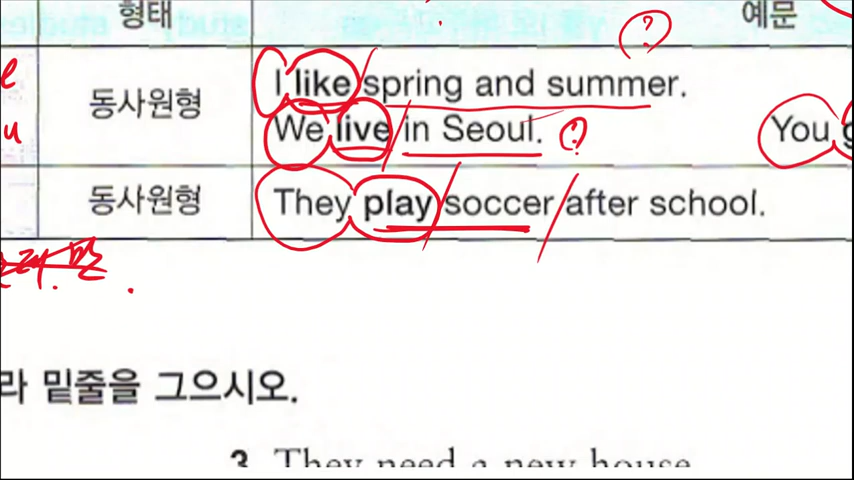 형태 예문
동사원형 I like spring and summer.
We live in Seoul. You
동사원형 They play soccer after school.
라 밑줄을 그으시오.
3 They need a new house